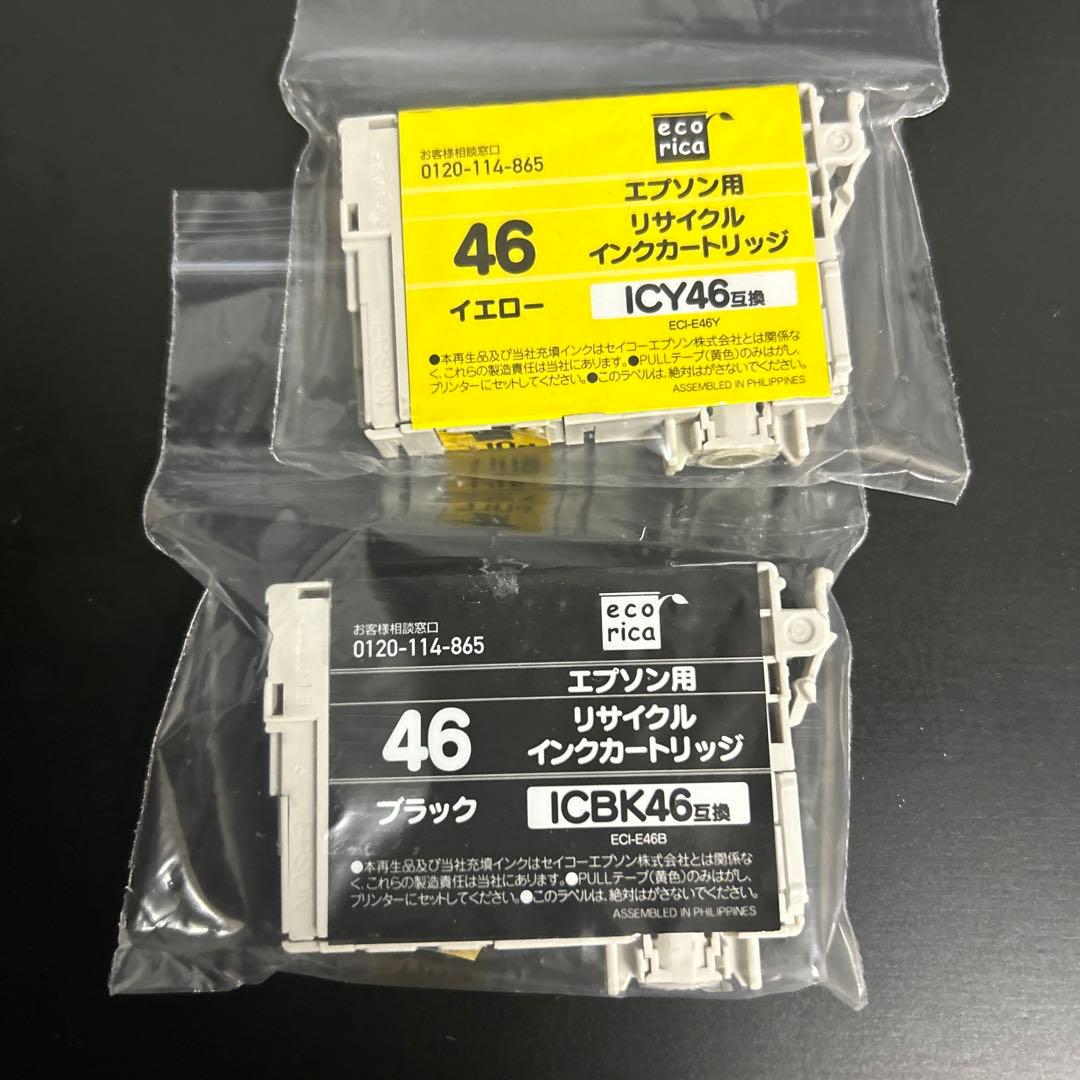 eco
rica
お客様相談窓口
0120-114-865
エプソン用
46
リサイクル
インクカートリッジ
イエロー
ICY46互換
ECI-E46Y
●本再生品及び当社充填インクはセイコーエプソン株式会社とは関係な
く、これらの製造責任は当社にあります。●PULLテープ(黄色)のみはがし、
プリンターにセットしてください。●このラベルは、絶対はがさないでください。
ASSEMBLED IN PHILIPPINES
eco
rica
お客様相談窓口
0120-114-865
エプソン用
46
リサイクル
インクカートリッジ
ブラック
ICBK46互換
ECI-E46B
●本再生品及び当社充填インクはセイコーエプソン株式会社とは関係な
く、これらの製造責任は当社にあります。●PULLテープ(黄色)のみはがし、
プリンターにセットしてください。●このラベルは、絶対はがさないでください。
ASSEMBLED IN PHILIPPINES